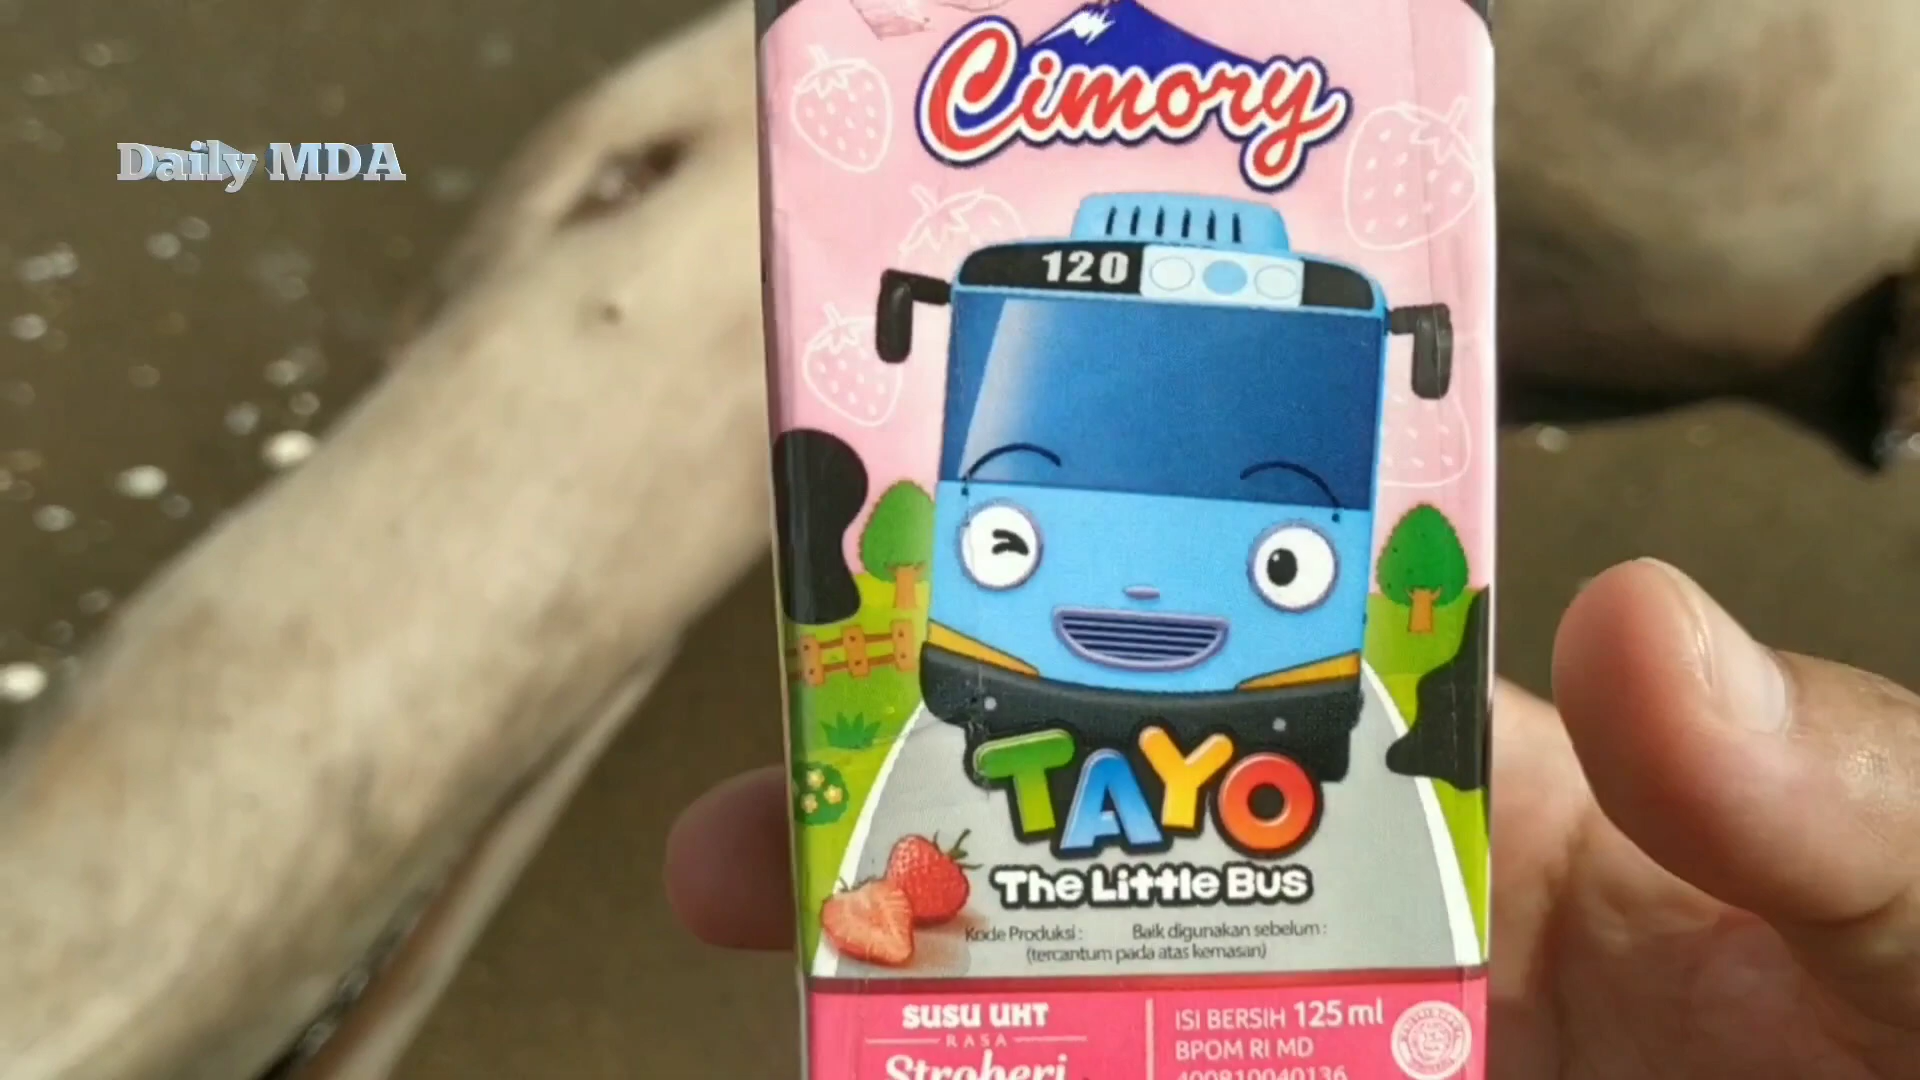 Daily MDA
Cimory
120
TAYO
The Little Bus
Kode Produksi : Baik digunakan sebelum :
(tercantum pada atas kemasan)
SUSU UHT
RASA
Stroberi
ISI BERSIH 125 ml
BPOM RI MD
400810040136